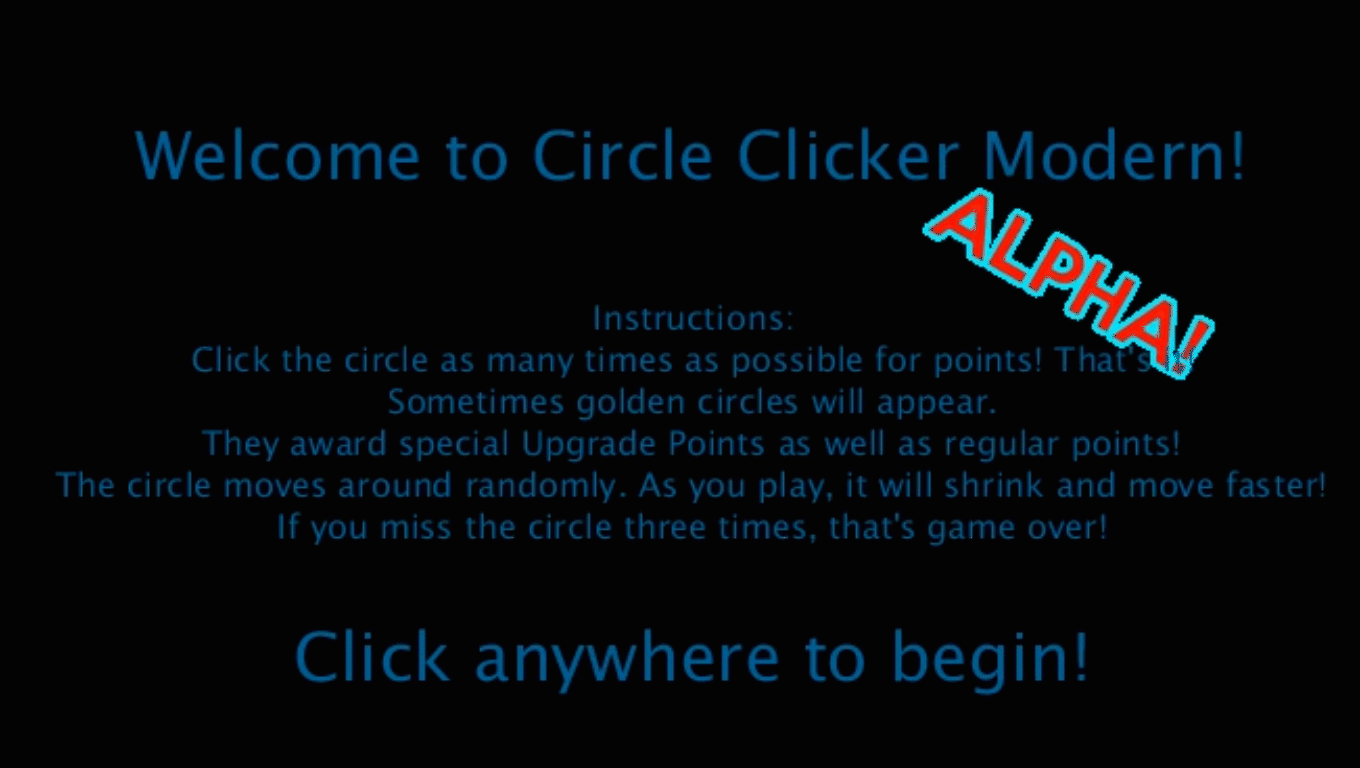 Welcome to Circle Clicker Modern!
ALPHA!
Instructions:
Click the circle as many times as possible for points! That's
Sometimes golden circles will appear.
They award special Upgrade Points as well as regular points!
The circle moves around randomly. As you play, it will shrink and move faster!
If you miss the circle three times, that's game over!
Click anywhere to begin!